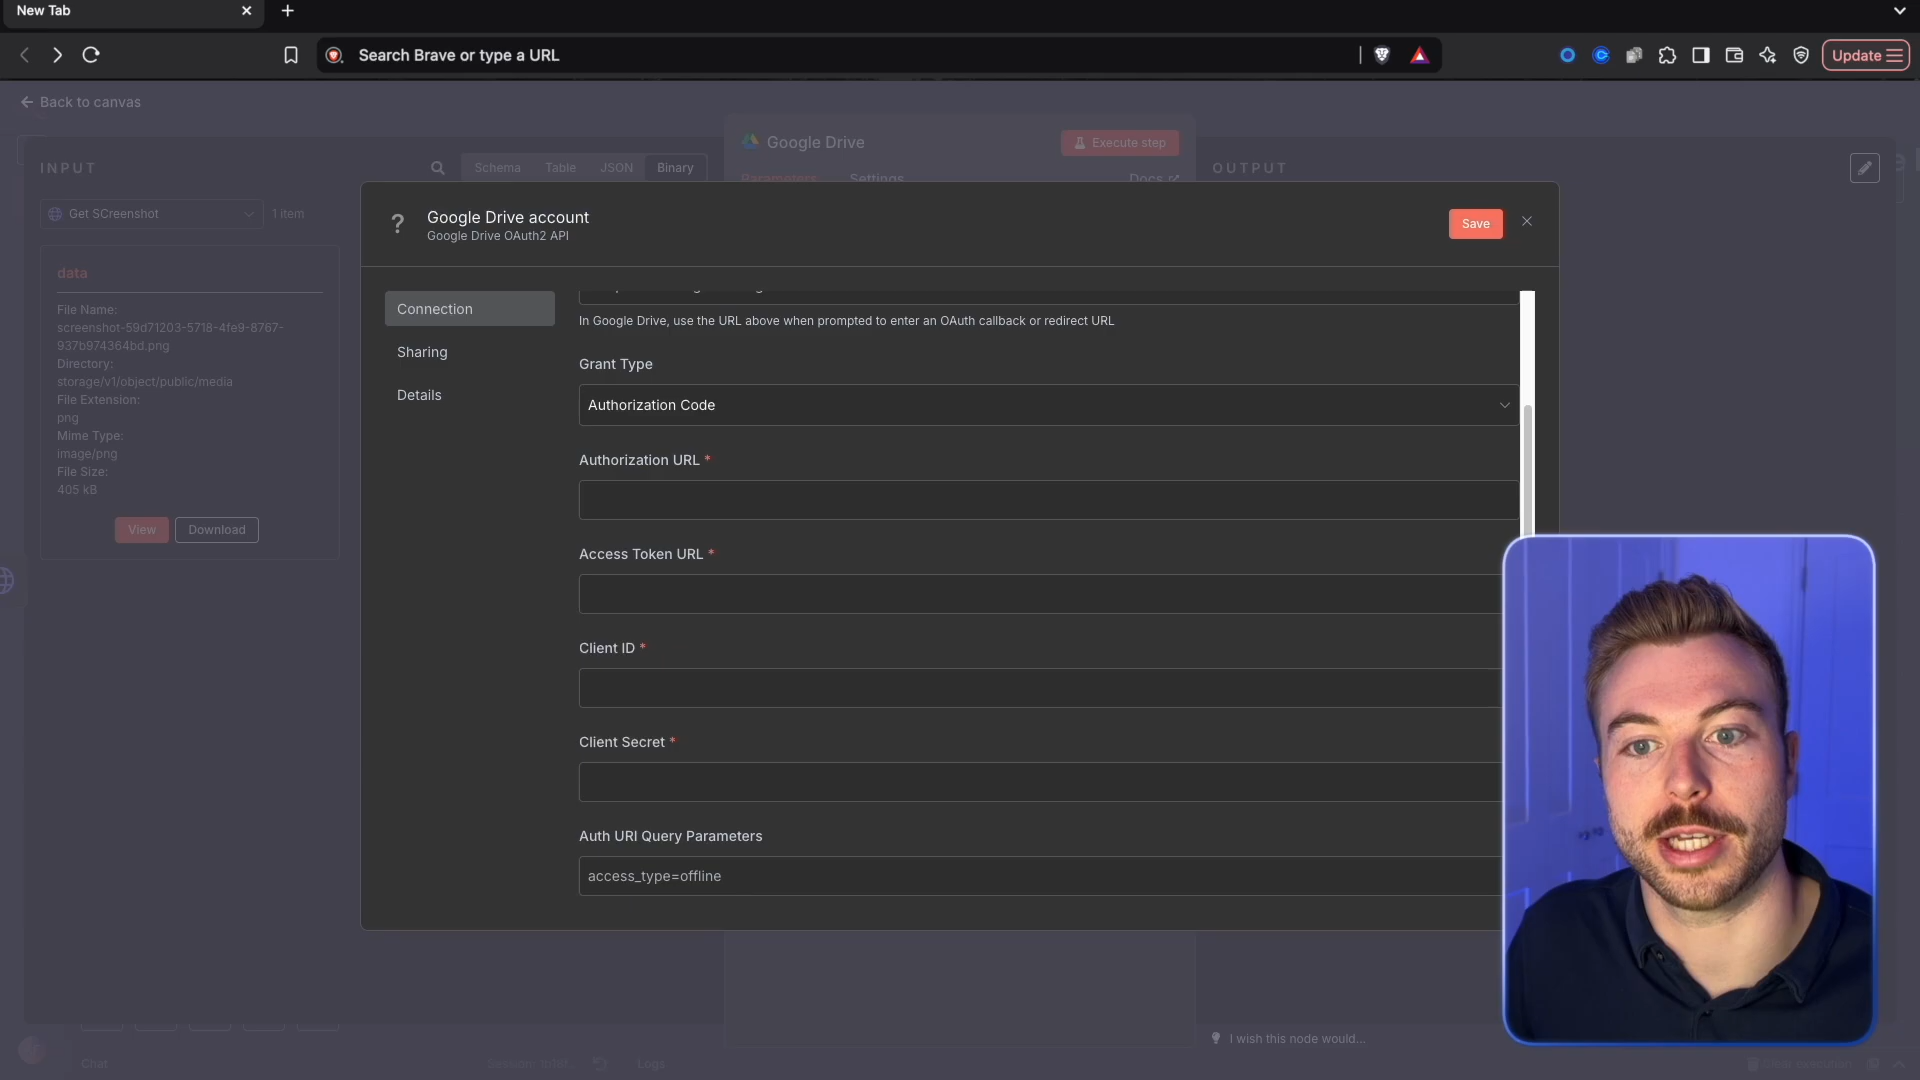 New Tab
Search Brave or type a URL
Update
Back to canvas
INPUT
Schema Table JSON Binary
Google Drive
Execute step
OUTPUT
Parameters Settings Docs
Get SCreenshot
1 item
Google Drive account
Google Drive OAuth2 API
Save
data
File Name:
screenshot-59d71203-5718-4fe9-8767-
937b974364bd.png
Directory:
storage/v1/object/public/media
File Extension:
png
Mime Type:
image/png
File Size:
405 kB
View Download
Connection
Sharing
Details
In Google Drive, use the URL above when prompted to enter an OAuth callback or redirect URL
Grant Type
Authorization Code
Authorization URL *
Access Token URL *
Client ID *
Client Secret *
Auth URI Query Parameters
access_type=offline
I wish this node would...
Chat
Logs